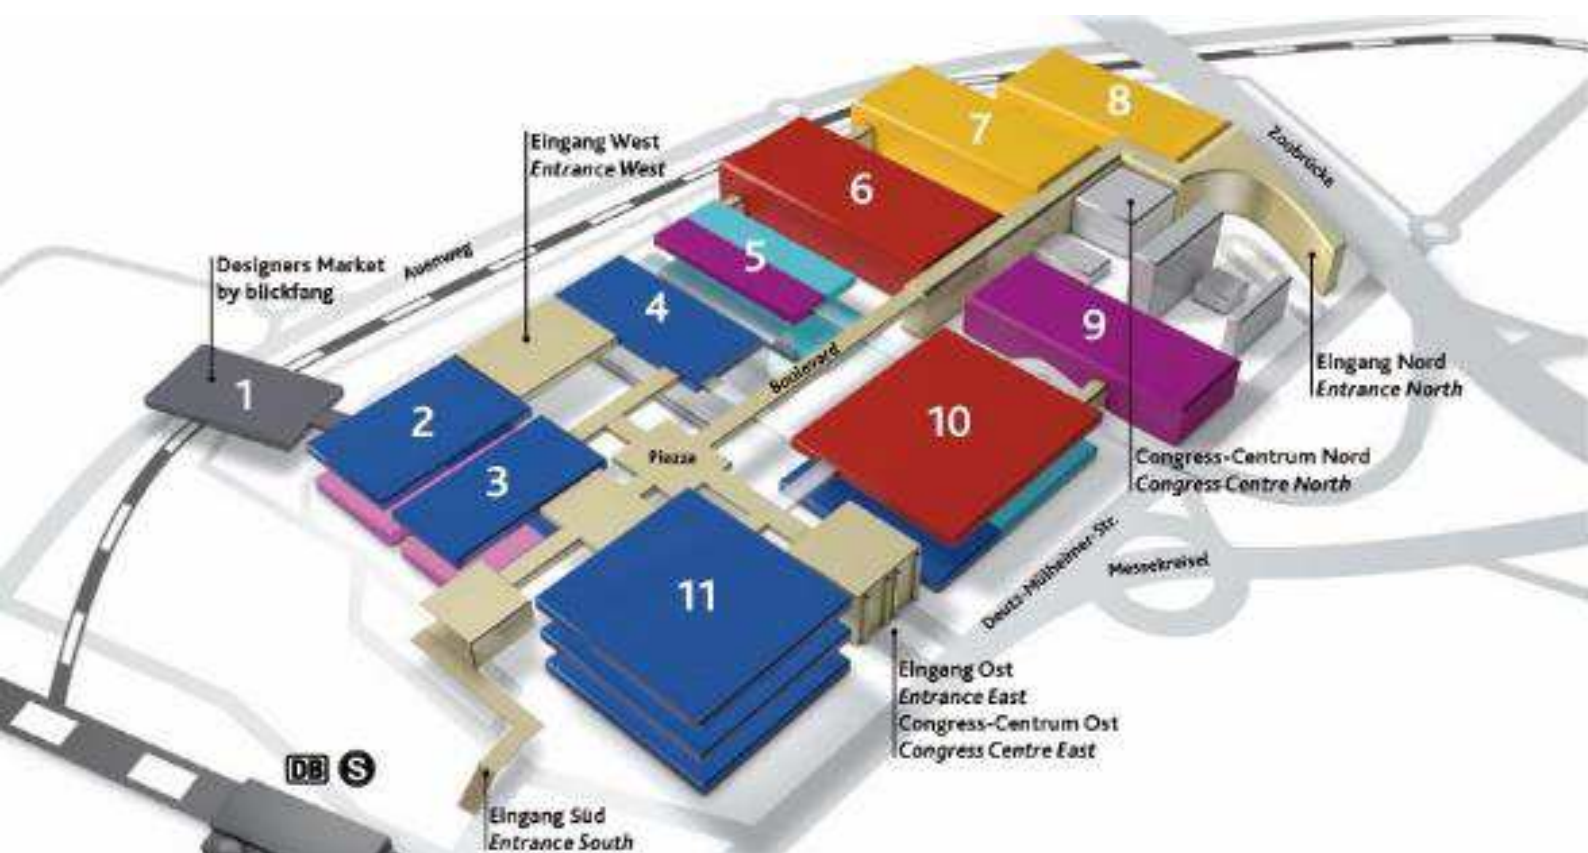 8
7
Zoobrücke
Eingang West
Entrance West
6
5
Auenweg
Designers Market
by blickfang
4
9
Boulevard
Eingang Nord
Entrance North
1
2
10
Piazza
Congress-Centrum Nord
Congress Centre North
3
Deutz-Mülheimer-Str.
Messekreisel
11
Eingang Ost
Entrance East
Congress-Centrum Ost
Congress Centre East
DB S
Eingang Süd
Entrance South